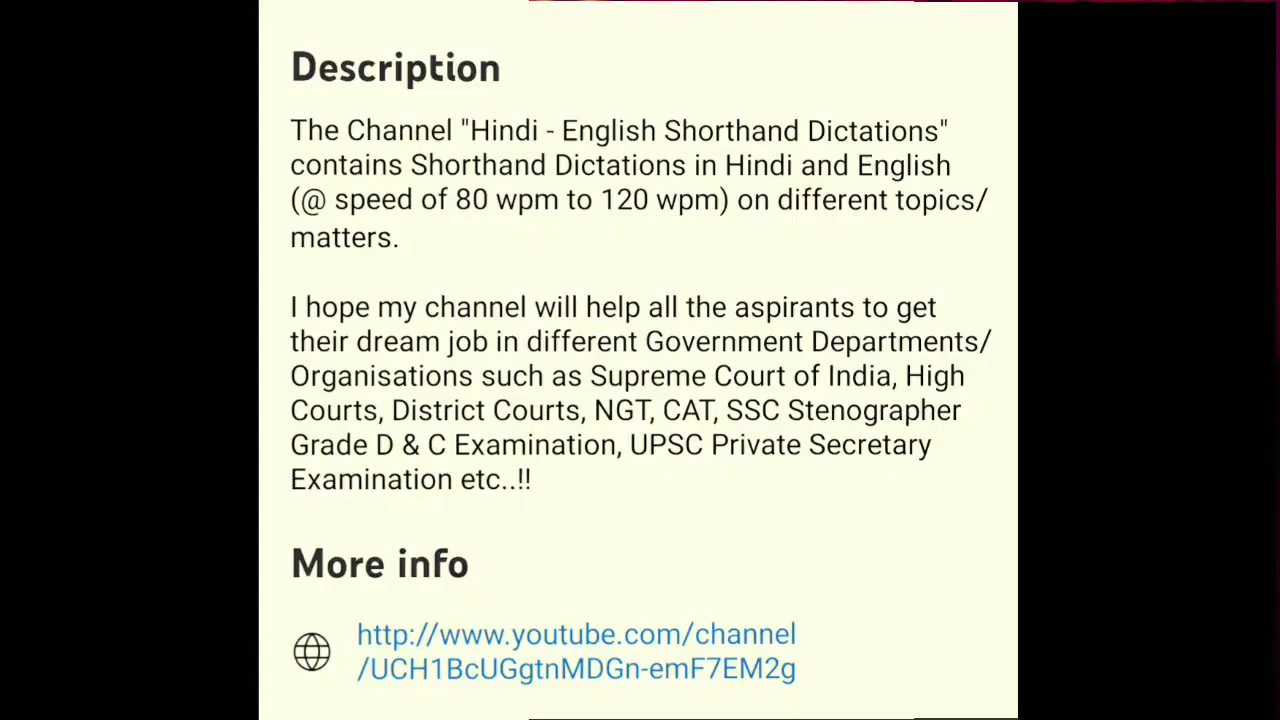 Description
The Channel "Hindi - English Shorthand Dictations"
contains Shorthand Dictations in Hindi and English
(@ speed of 80 wpm to 120 wpm) on different topics/
matters.
I hope my channel will help all the aspirants to get
their dream job in different Government Departments/
Organisations such as Supreme Court of India, High
Courts, District Courts, NGT, CAT, SSC Stenographer
Grade D & C Examination, UPSC Private Secretary
Examination etc..!!
More info
http://www.youtube.com/channel
/UCH1BcUGgtnMDGn-emF7EM2g